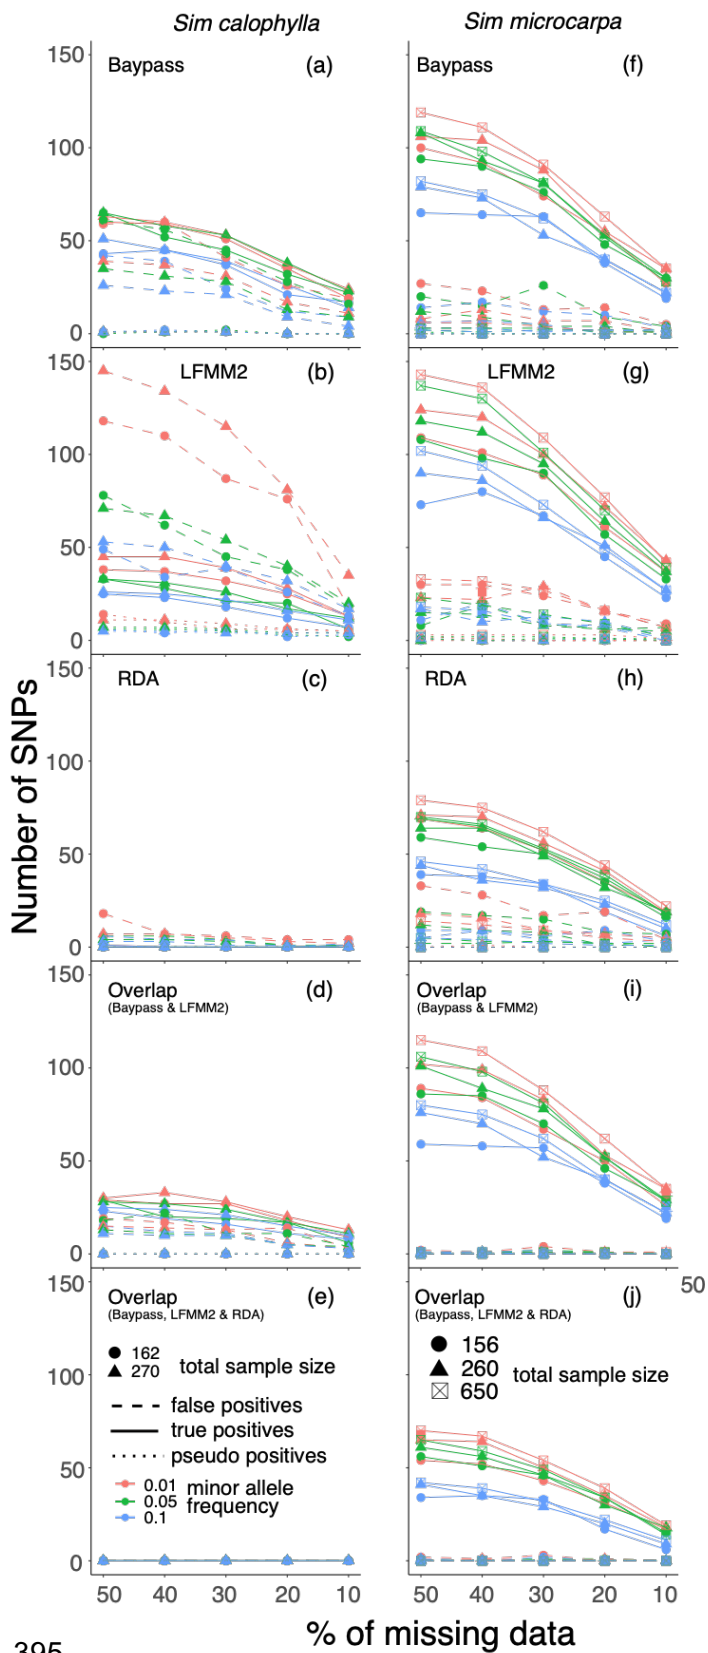 Sim calophylla
Sim microcarpa
Number of SNPs
150
100
50
0
Baypass
(a)
Baypass
(f)
150
100
50
0
LFMM2
(b)
LFMM2
(g)
150
100
50
0
RDA
(c)
RDA
(h)
150
100
50
0
Overlap
(Baypass & LFMM2)
(d)
Overlap
(Baypass & LFMM2)
(i)
150
100
50
0
Overlap
(Baypass, LFMM2 & RDA)
(e)
162
270
total sample size
false positives
true positives
pseudo positives
0.01
0.05
0.1
minor allele
frequency
Overlap
(Baypass, LFMM2 & RDA)
(j)
50
156
260
650
total sample size
50 40 30 20 10
50 40 30 20 10
% of missing data